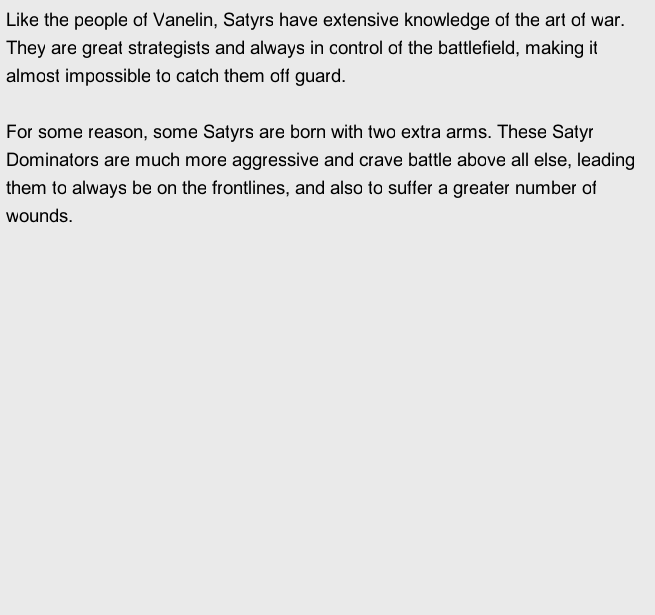 Like the people of Vanelin, Satyrs have extensive knowledge of the art of war.
They are great strategists and always in control of the battlefield, making it
almost impossible to catch them off guard.
For some reason, some Satyrs are born with two extra arms. These Satyr
Dominators are much more aggressive and crave battle above all else, leading
them to always be on the frontlines, and also to suffer a greater number of
wounds.